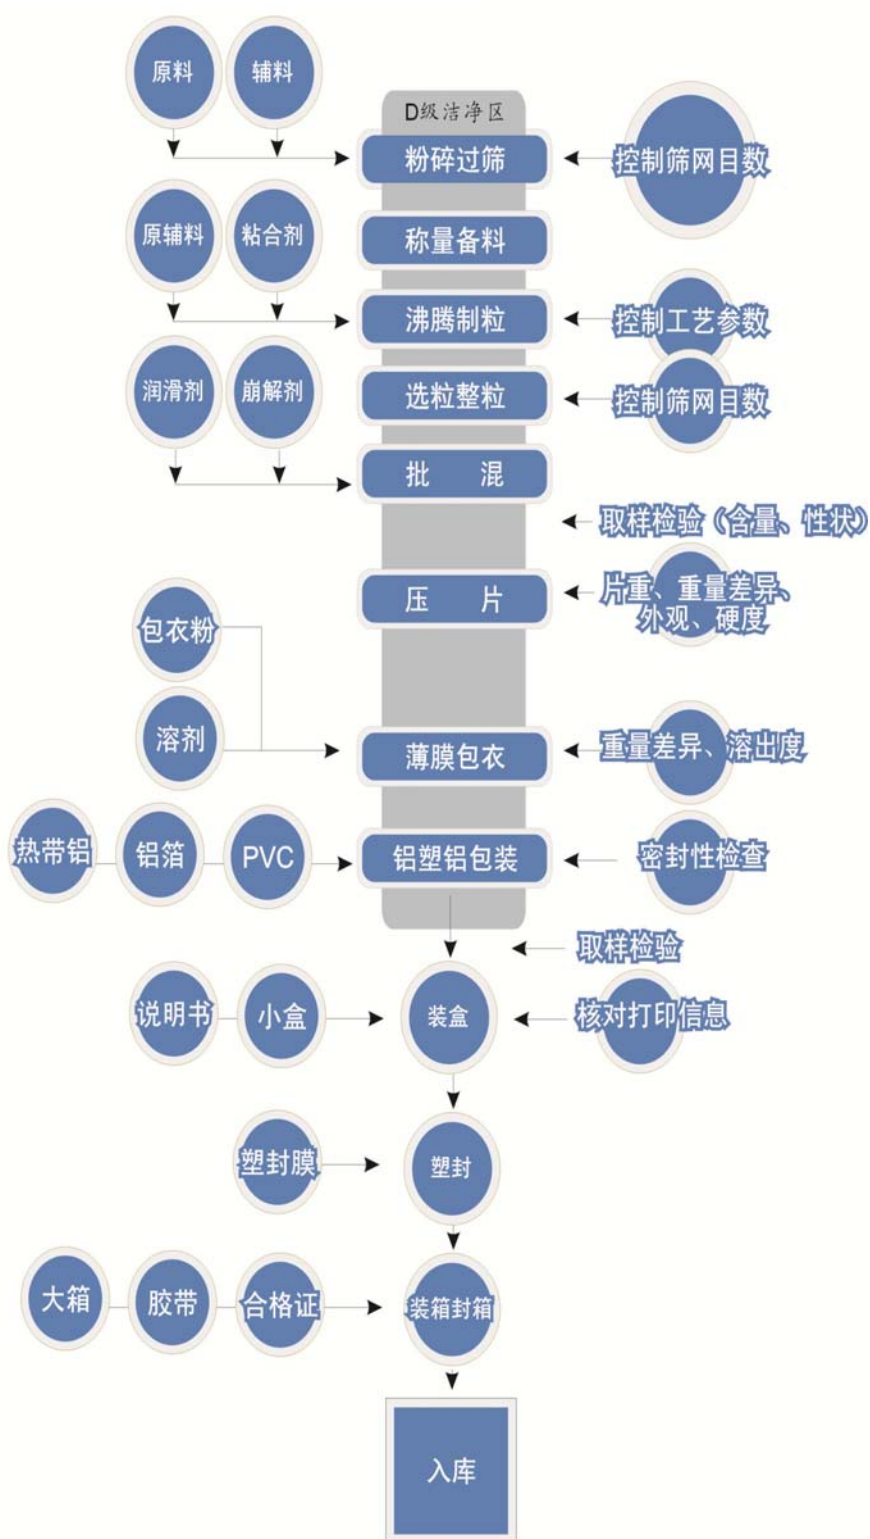 原料
辅料
D级洁净区
粉碎过筛
控制筛网目数
原辅料
粘合剂
称量备料
沸腾制粒
控制工艺参数
润滑剂
崩解剂
选粒整粒
控制筛网目数
批 混
取样检验（含量、性状）
压 片
片重、重量差异、
外观、硬度
包衣粉
溶剂
薄膜包衣
重量差异、溶出度
热带铝
铝箔
PVC
铝塑铝包装
密封性检查
取样检验
说明书
小盒
装盒
核对打印信息
塑封膜
塑封
大箱
胶带
合格证
装箱封箱
入库